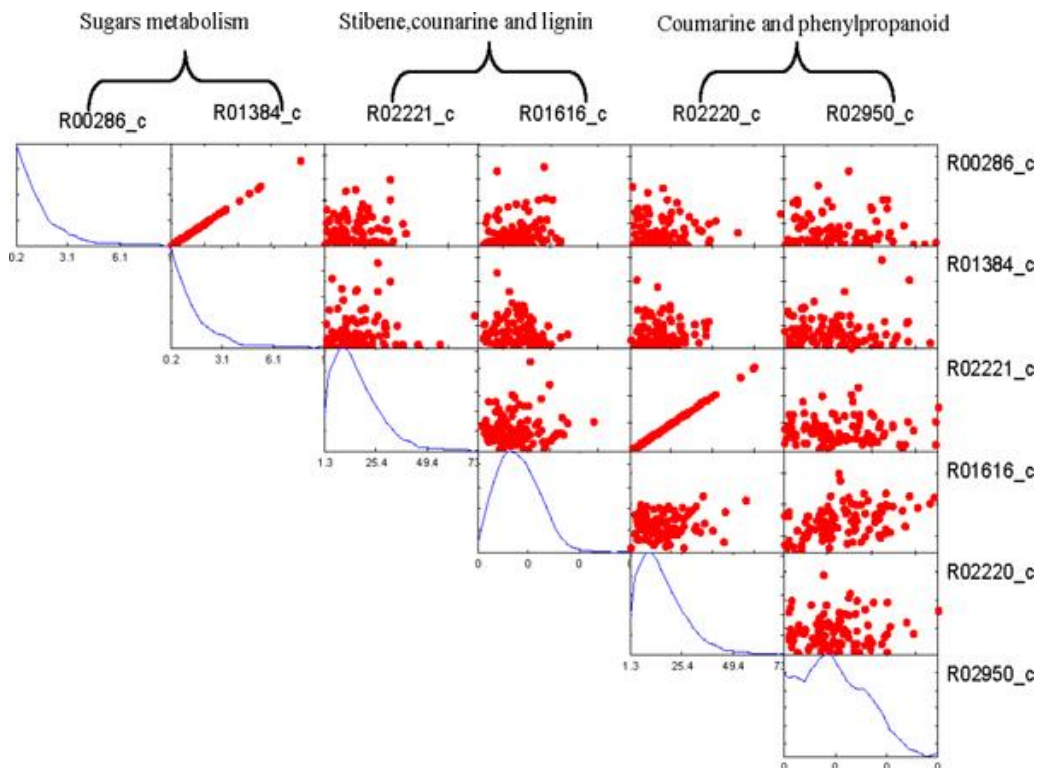 Sugars metabolism
Stibene,counarine and lignin
Coumarine and phenylpropanoid
R00286_c
R01384_c
R02221_c
R01616_c
R02220_c
R02950_c
R00286_c
0.2 3.1 6.1
R01384_c
0.2 3.1 6.1
R02221_c
1.3 25.4 49.4 73
R01616_c
0 0 0
R02220_c
1.3 25.4 49.4 73
R02950_c
0 0 0